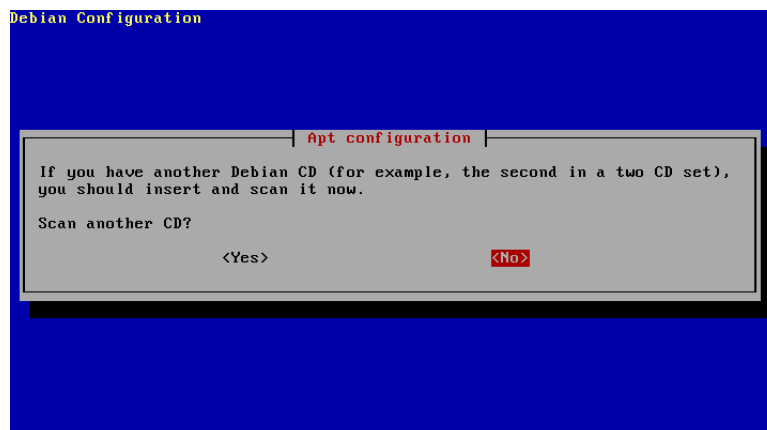 Debian Configuration
Apt configuration
If you have another Debian CD (for example, the second in a two CD set),
you should insert and scan it now.
Scan another CD?
<Yes> <No>